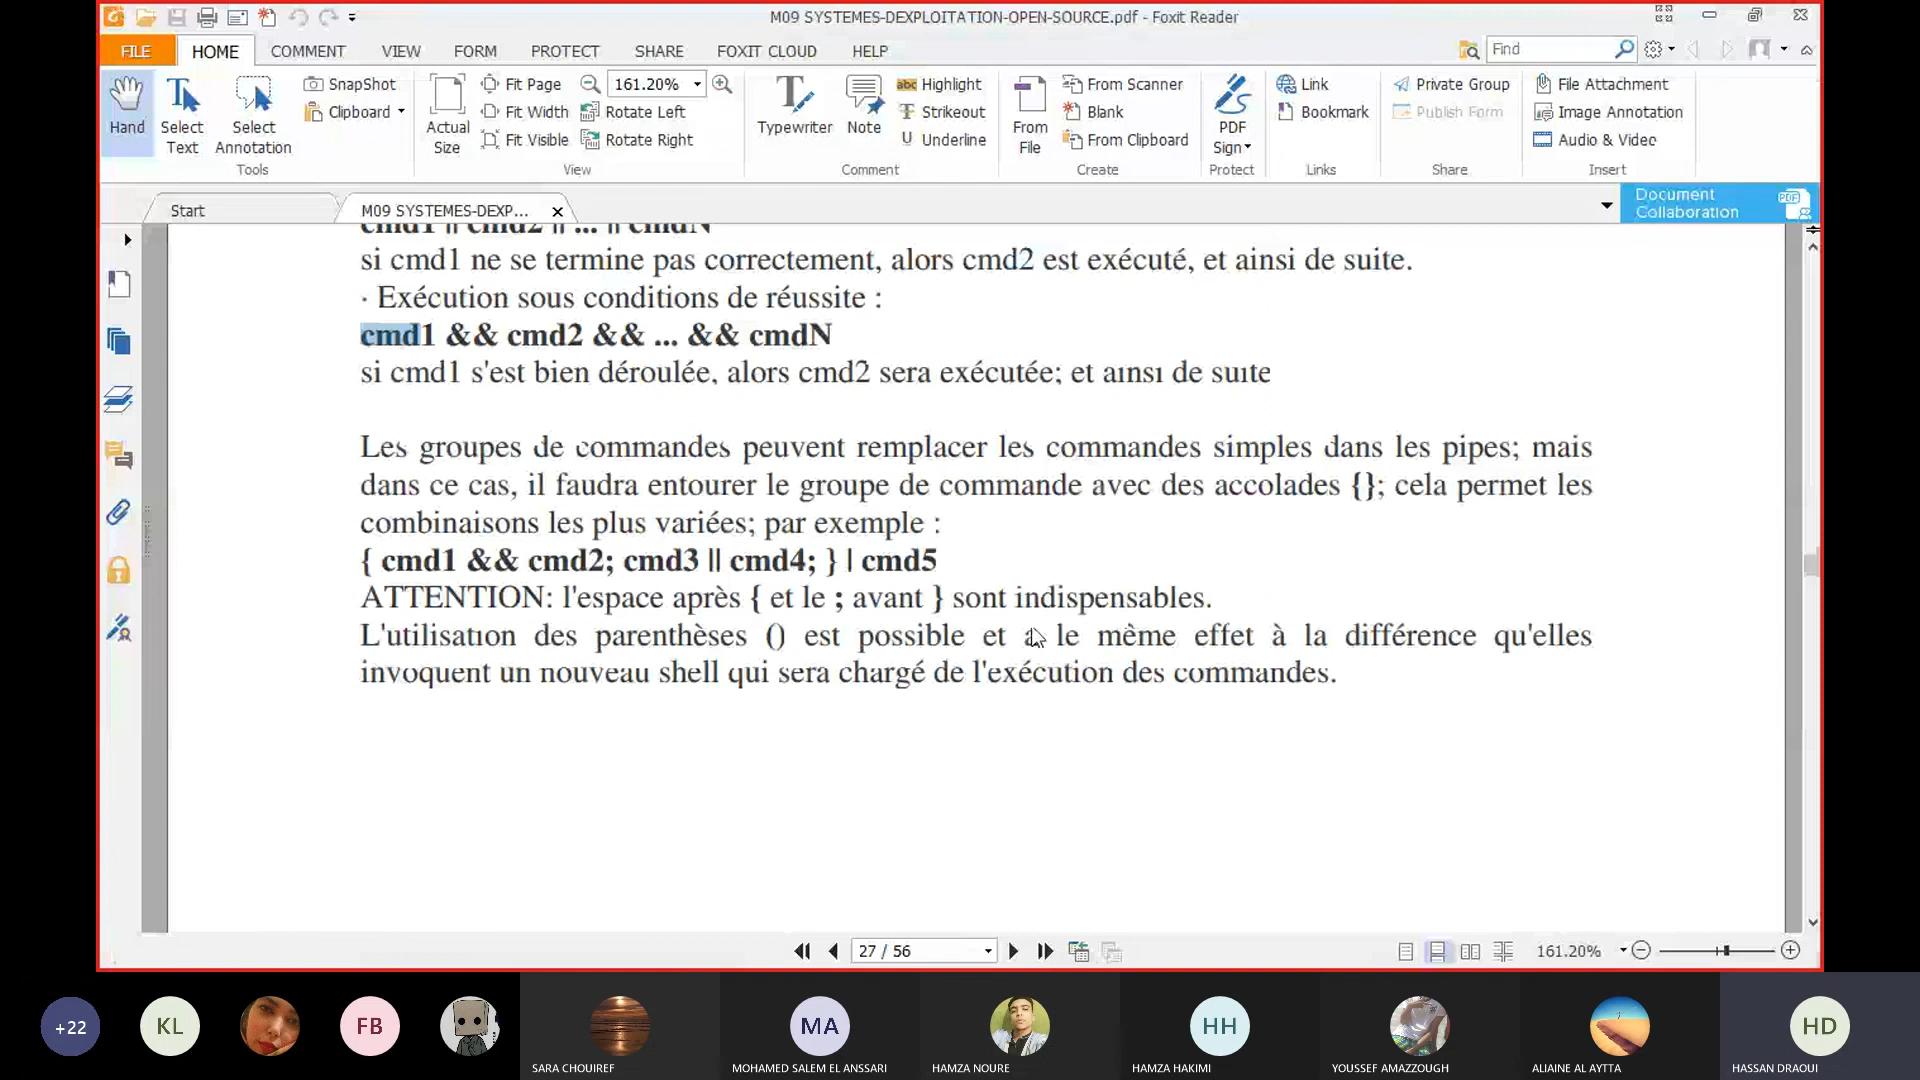 M09 SYSTEMES-DEXPLOITATION-OPEN-SOURCE.pdf - Foxit Reader
FILE HOME COMMENT VIEW FORM PROTECT SHARE FOXIT CLOUD HELP Find
Hand
Select Text
Select Annotation
SnapShot
Clipboard
Tools
Actual Size
Fit Page
Fit Width
Fit Visible
161.20%
Rotate Left
Rotate Right
View
Typewriter
Note
Highlight
Strikeout
Underline
Comment
From File
From Scanner
Blank
From Clipboard
Create
PDF Sign
Protect
Link
Bookmark
Links
Private Group
Publish Form
Share
File Attachment
Image Annotation
Audio & Video
Insert
Start
M09 SYSTEMES-DEXP...
Document
Collaboration
cmd1 || cmd2 || ... || cmdN
si cmd1 ne se termine pas correctement, alors cmd2 est exécuté, et ainsi de suite.
· Exécution sous conditions de réussite :
cmd1 && cmd2 && ... && cmdN
si cmd1 s'est bien déroulée, alors cmd2 sera exécutée; et ainsi de suite
Les groupes de commandes peuvent remplacer les commandes simples dans les pipes; mais
dans ce cas, il faudra entourer le groupe de commande avec des accolades {}; cela permet les
combinaisons les plus variées; par exemple :
{ cmd1 && cmd2; cmd3 || cmd4; } | cmd5
ATTENTION: l'espace après { et le ; avant } sont indispensables.
L'utilisation des parenthèses () est possible et a le même effet à la différence qu'elles
invoquent un nouveau shell qui sera chargé de l'exécution des commandes.
27 / 56
161.20%
+22
KL
FB
MA
HH
HD
SARA CHOUIREF
MOHAMED SALEM EL ANSSARI
HAMZA NOURE
HAMZA HAKIMI
YOUSSEF AMAZZOUGH
ALIAINE AL AYTTA
HASSAN DRAOUI